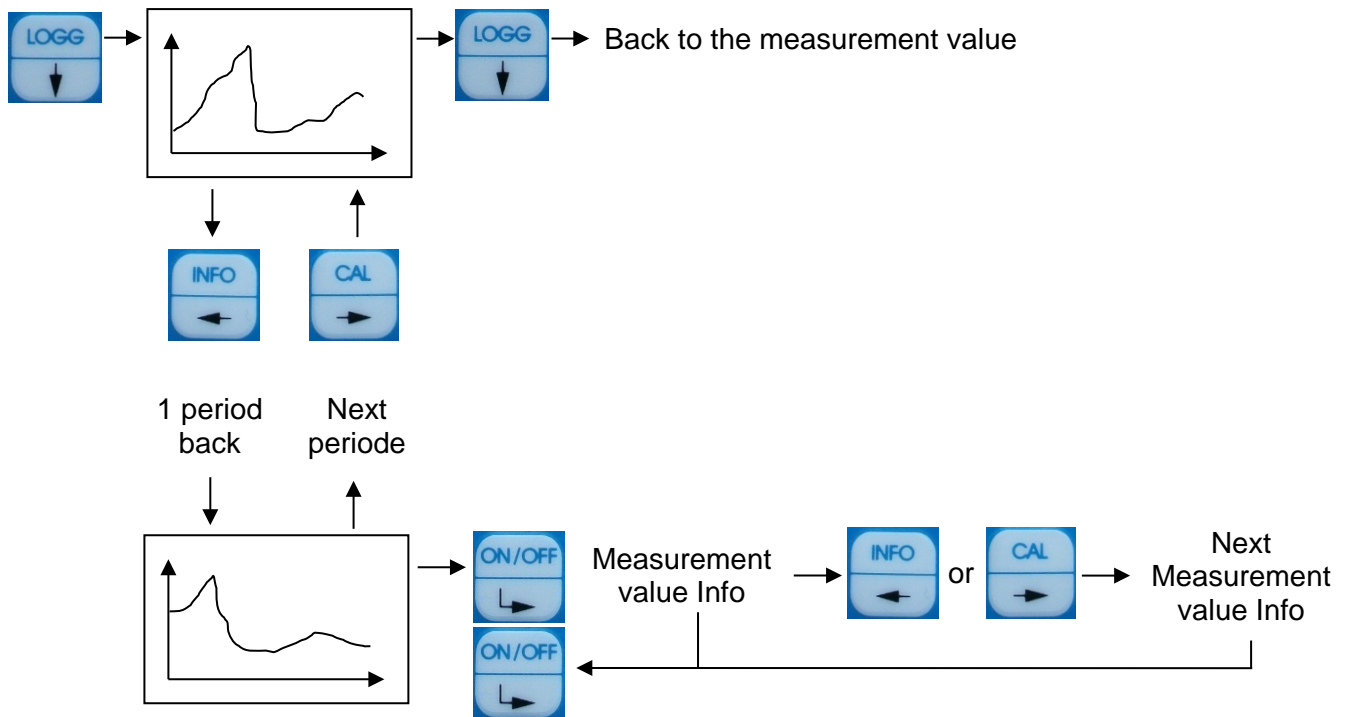 LOGG
LOGG
Back to the measurement value
INFO
CAL
1 period
back
Next
periode
ON/OFF
Measurement
value Info
INFO
or
CAL
Next
Measurement
value Info
ON/OFF